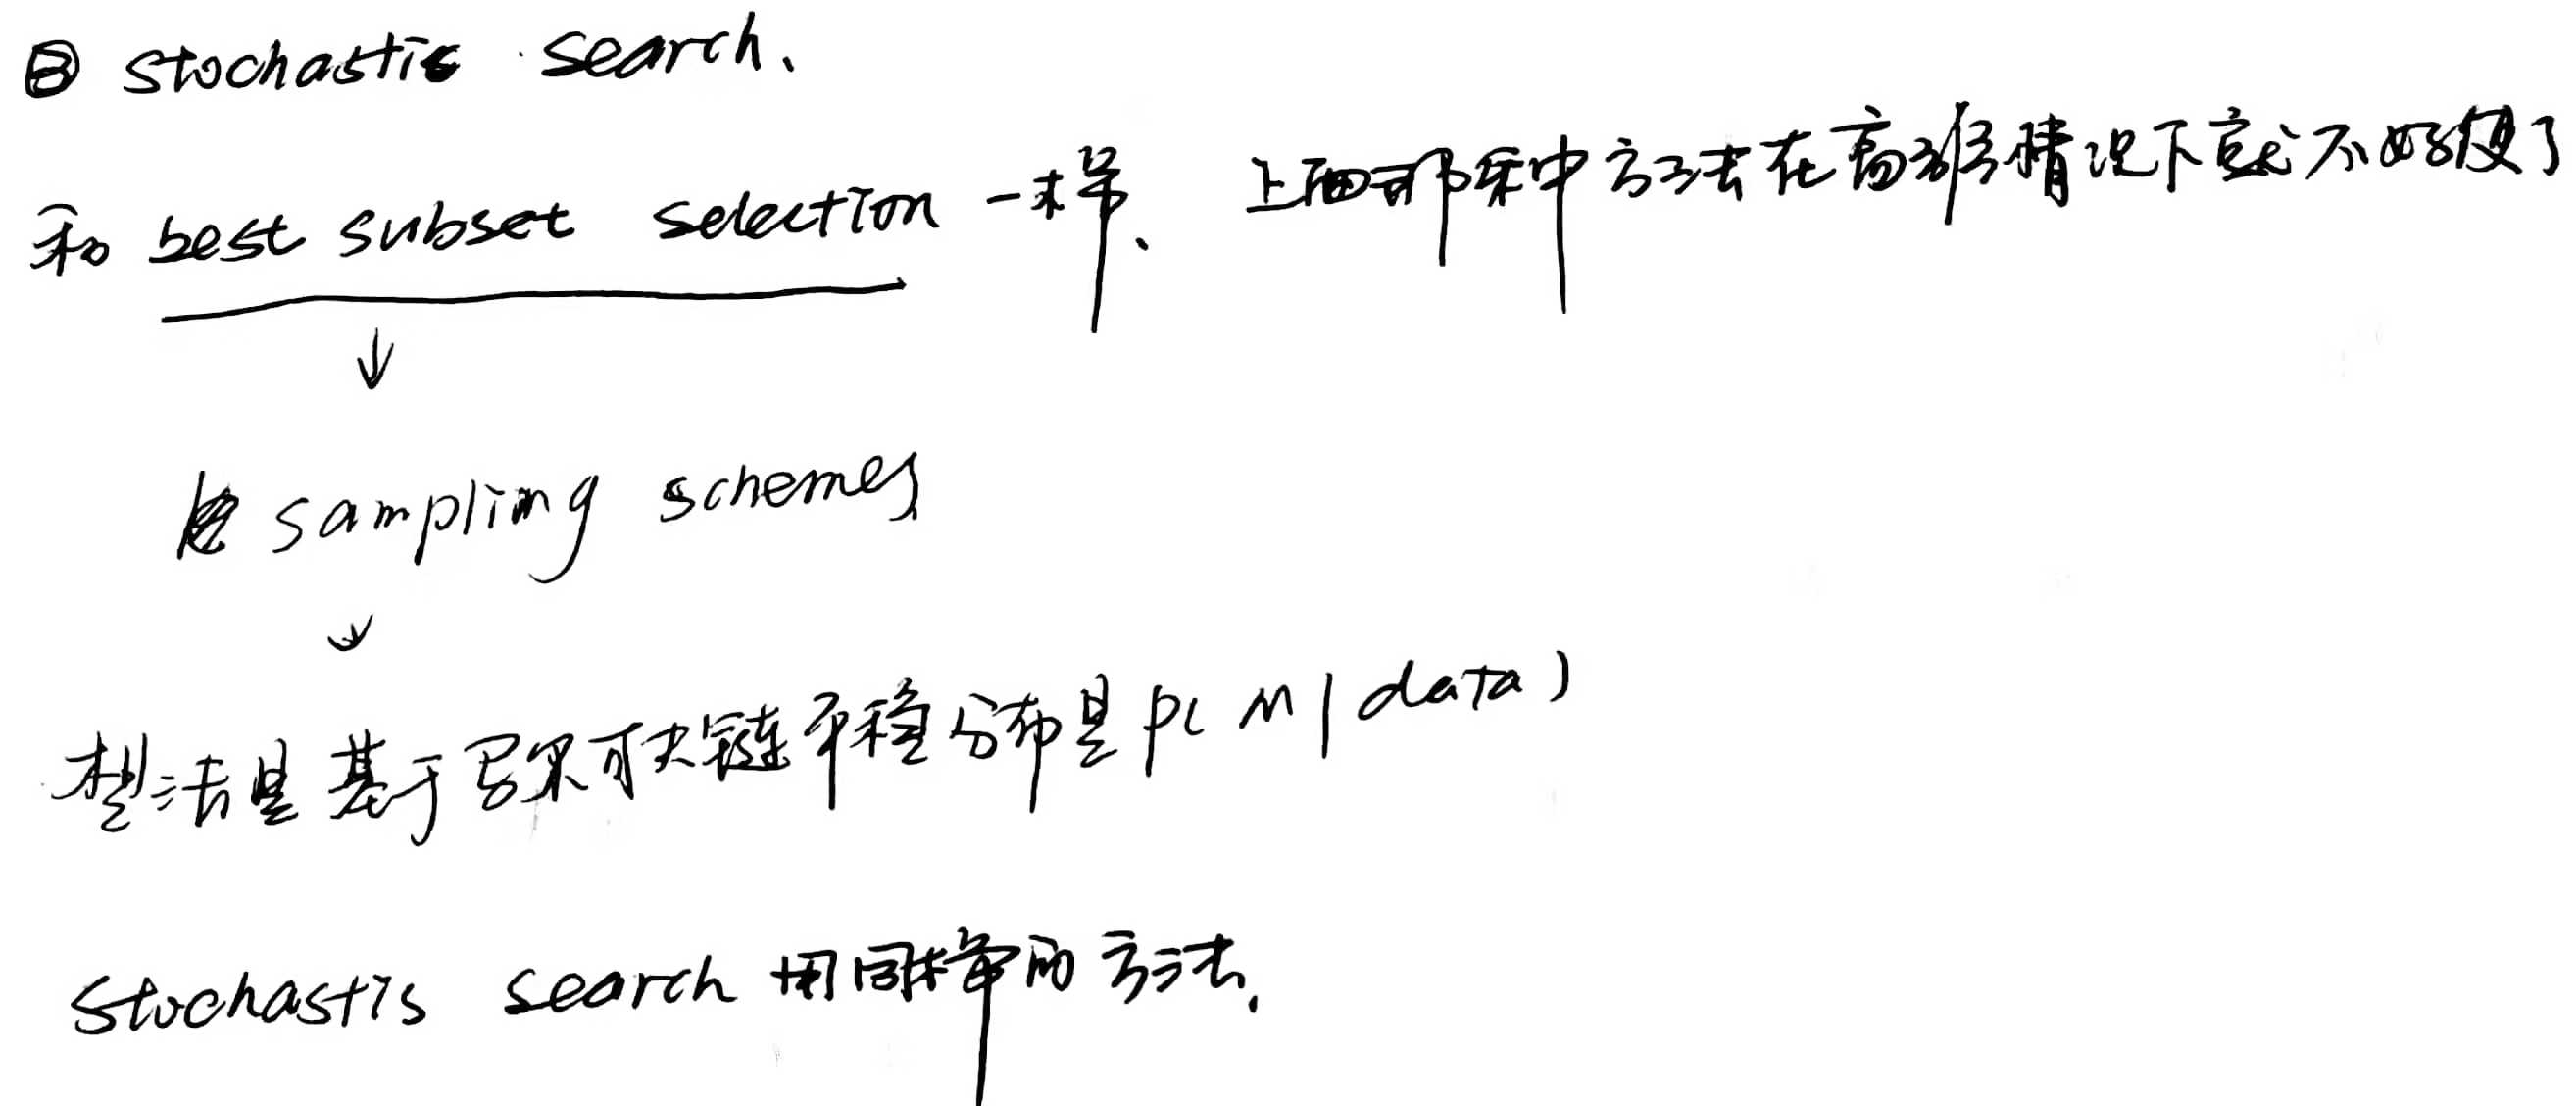 ③ stochastic search、
和 best subset selection 一样、 上面那种方法在高维情况下就不好使了
↓
sampling schemes
↓
想法是基于马尔可夫链平稳分布是 p( M | data )
stochastis search 用同样的方法.